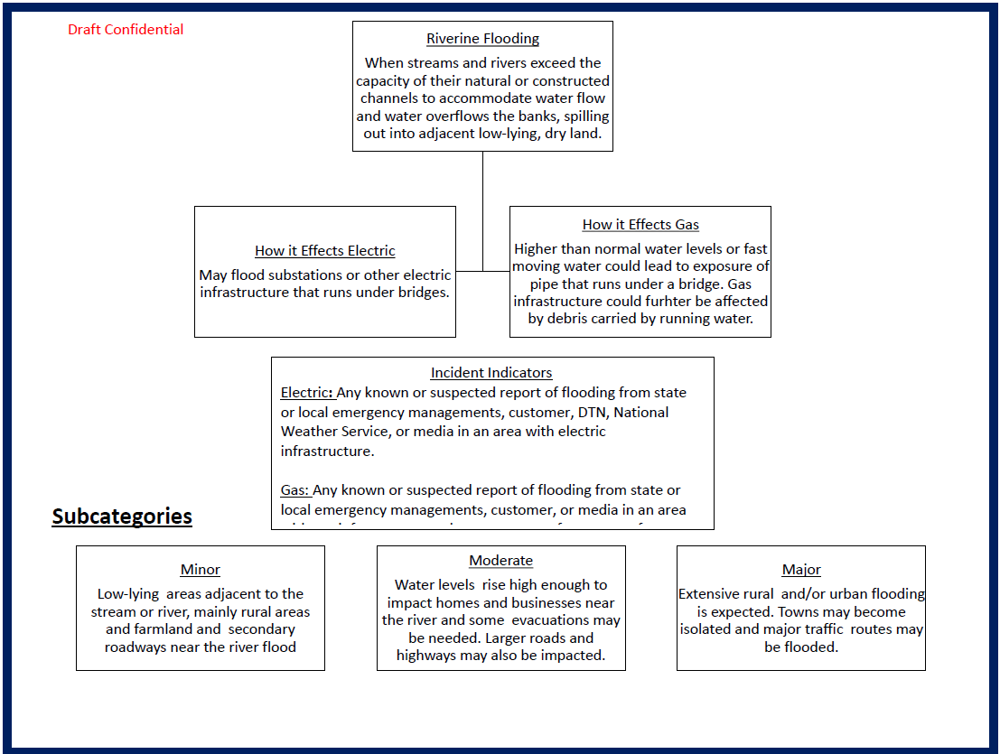 Draft Confidential
Riverine Flooding
When streams and rivers exceed the
capacity of their natural or constructed
channels to accommodate water flow
and water overflows the banks, spilling
out into adjacent low-lying, dry land.
How it Effects Electric
May flood substations or other electric
infrastructure that runs under bridges.
How it Effects Gas
Higher than normal water levels or fast
moving water could lead to exposure of
pipe that runs under a bridge. Gas
infrastructure could furhter be affected
by debris carried by running water.
Incident Indicators
Electric: Any known or suspected report of flooding from state
or local emergency managements, customer, DTN, National
Weather Service, or media in an area with electric
infrastructure.
Gas: Any known or suspected report of flooding from state or
local emergency managements, customer, or media in an area
Subcategories
Minor
Low-lying areas adjacent to the
stream or river, mainly rural areas
and farmland and secondary
roadways near the river flood
Moderate
Water levels rise high enough to
impact homes and businesses near
the river and some evacuations may
be needed. Larger roads and
highways may also be impacted.
Major
Extensive rural and/or urban flooding
is expected. Towns may become
isolated and major traffic routes may
be flooded.